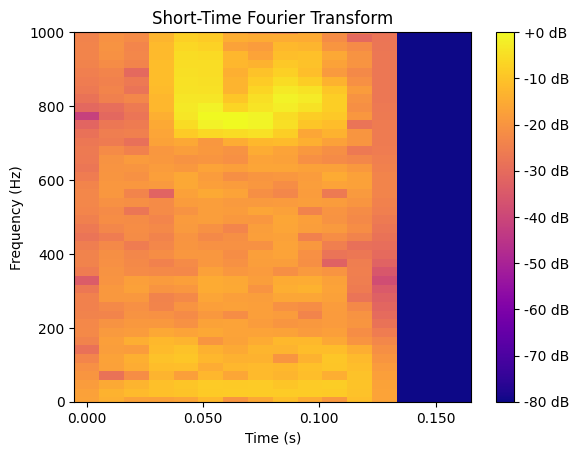 Short-Time Fourier Transform
1000
800
600
400
200
0
Frequency (Hz)
0.000
0.050
0.100
0.150
Time (s)
+0 dB
-10 dB
-20 dB
-30 dB
-40 dB
-50 dB
-60 dB
-70 dB
-80 dB